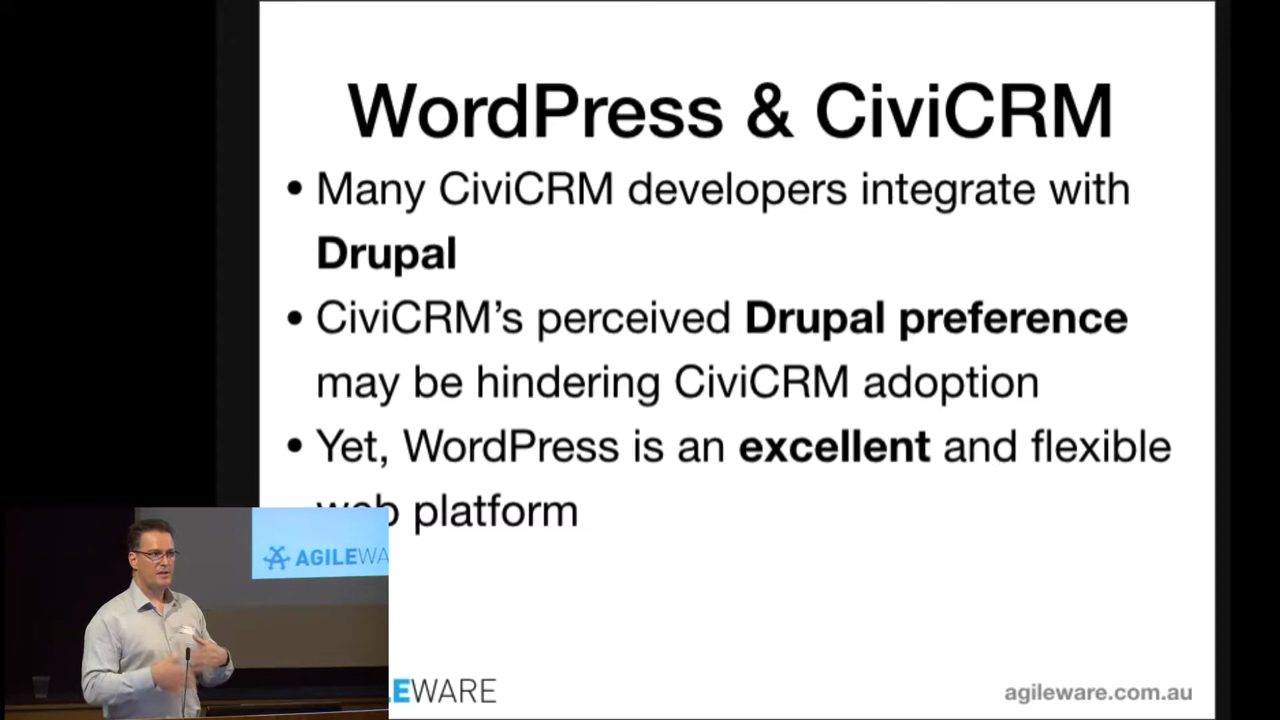 WordPress & CiviCRM
• Many CiviCRM developers integrate with
Drupal
• CiviCRM's perceived Drupal preference
may be hindering CiviCRM adoption
• Yet, WordPress is an excellent and flexible
web platform
AGILEWA
LEWARE
agileware.com.au